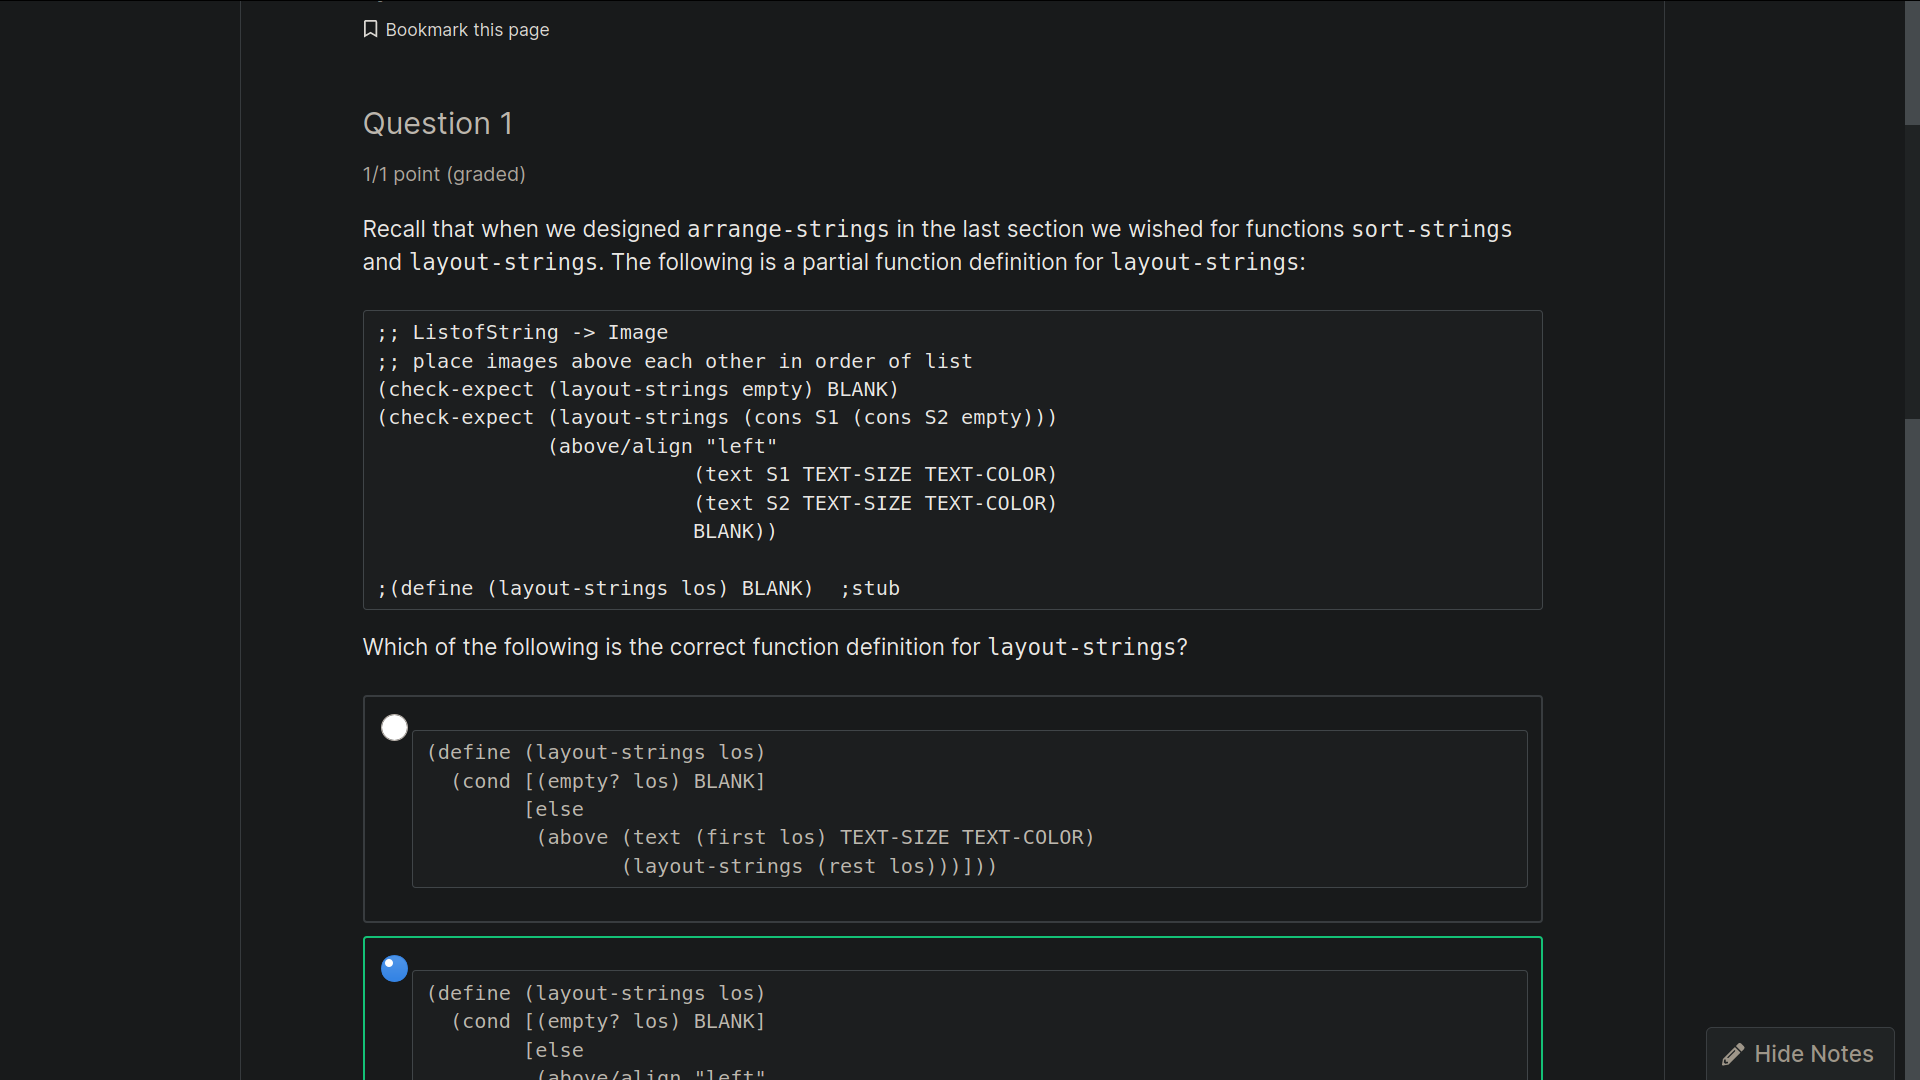 Bookmark this page
Question 1
1/1 point (graded)
Recall that when we designed arrange-strings in the last section we wished for functions sort-strings
and layout-strings. The following is a partial function definition for layout-strings:
;; ListofString -> Image
;; place images above each other in order of list
(check-expect (layout-strings empty) BLANK)
(check-expect (layout-strings (cons S1 (cons S2 empty)))
              (above/align "left"
                          (text S1 TEXT-SIZE TEXT-COLOR)
                          (text S2 TEXT-SIZE TEXT-COLOR)
                          BLANK))
;(define (layout-strings los) BLANK)  ;stub
Which of the following is the correct function definition for layout-strings?
(define (layout-strings los)
  (cond [(empty? los) BLANK]
        [else
         (above (text (first los) TEXT-SIZE TEXT-COLOR)
                (layout-strings (rest los)))]))
(define (layout-strings los)
  (cond [(empty? los) BLANK]
        [else
         (above/align "left"
Hide Notes